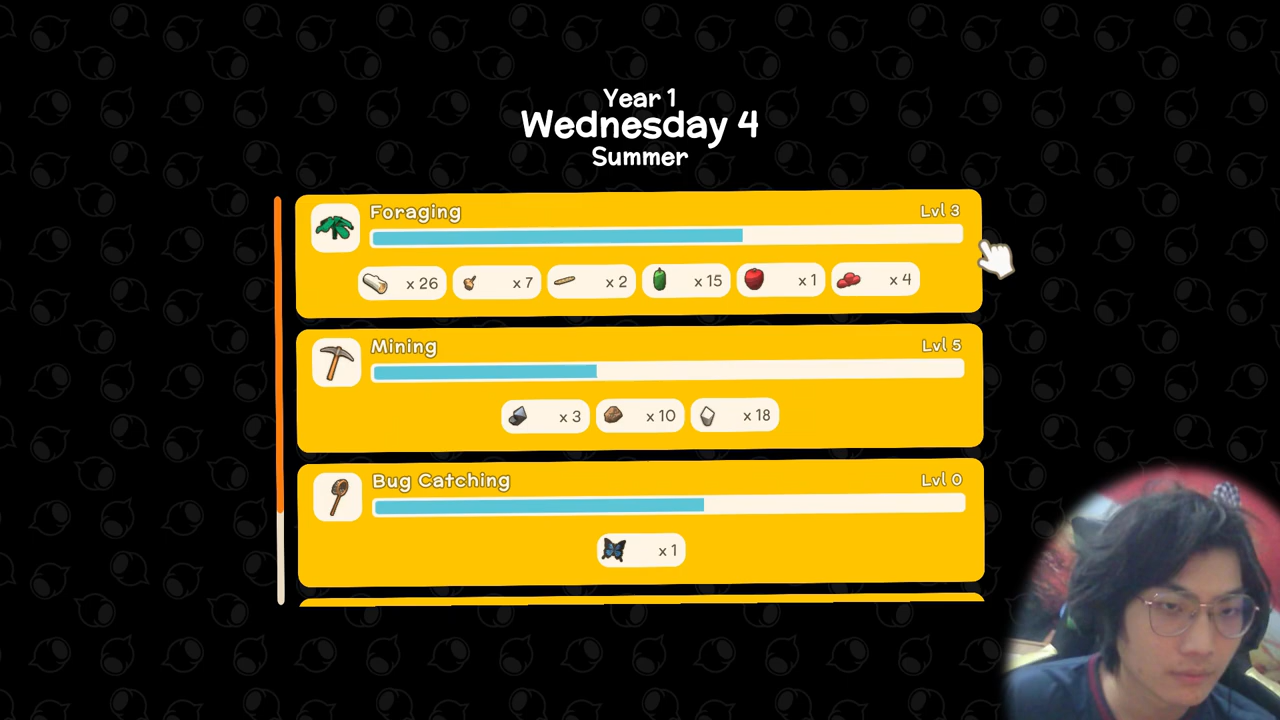 Year 1
Wednesday 4
Summer
Foraging Lvl 3
x 26 x 7 x 2 x 15 x 1 x 4
Mining Lvl 5
x 3 x 10 x 18
Bug Catching Lvl 0
x 1